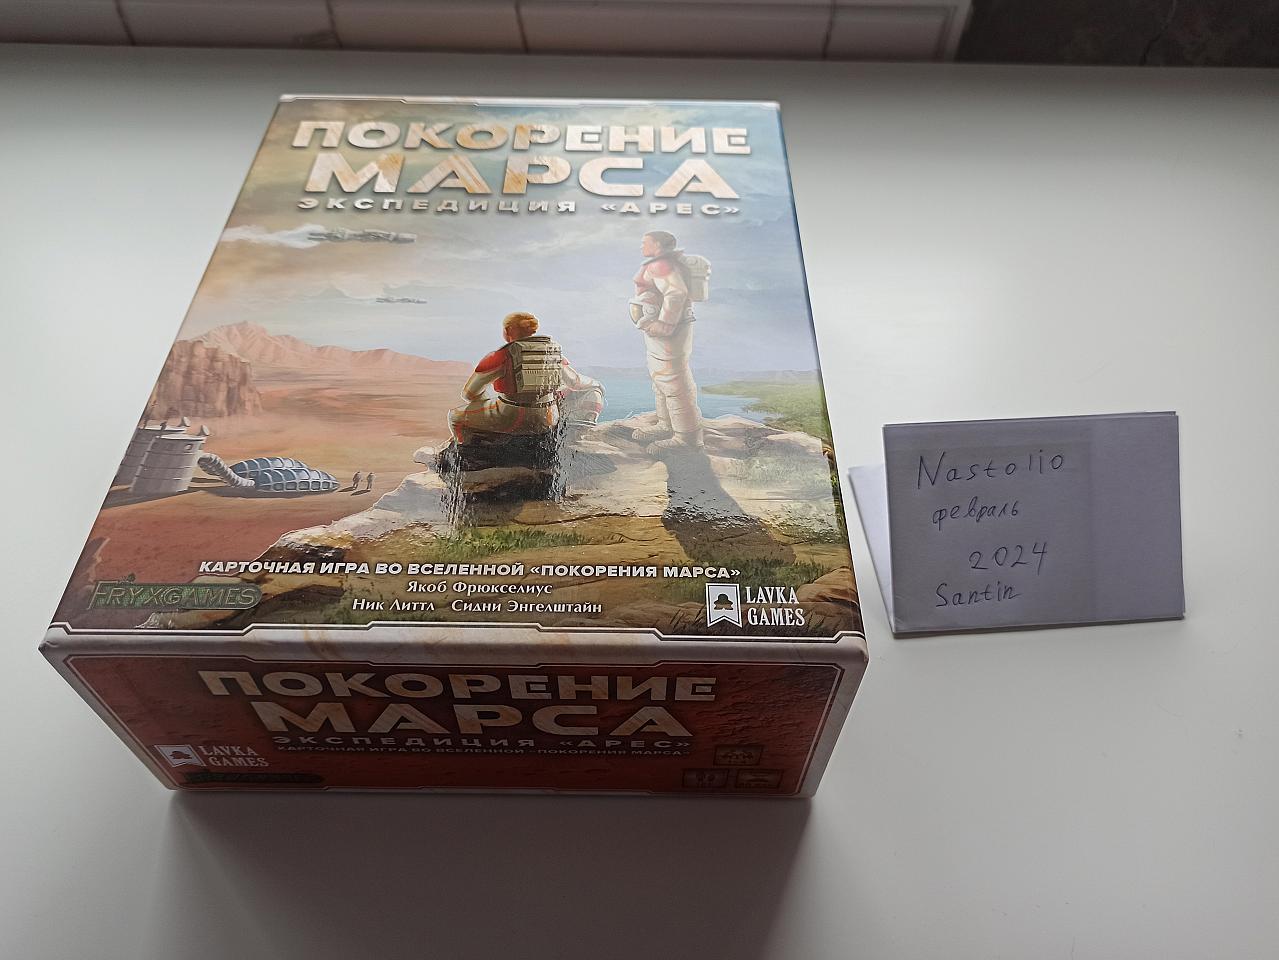 ПОКОРЕНИЕ
МАРСА
ЭКСПЕДИЦИЯ «АРЕС»
КАРТОЧНАЯ ИГРА ВО ВСЕЛЕННОЙ «ПОКОРЕНИЯ МАРСА»
Якоб Фрюкселиус
Ник Литтл Сидни Энгелштайн
FRYXGAMES
LAVKA
GAMES
ПОКОРЕНИЕ
МАРСА
ЭКСПЕДИЦИЯ «АРЕС»
КАРТОЧНАЯ ИГРА ВО ВСЕЛЕННОЙ «ПОКОРЕНИЯ МАРСА»
LAVKA
GAMES
Nastolio
февраль
2024
Santin